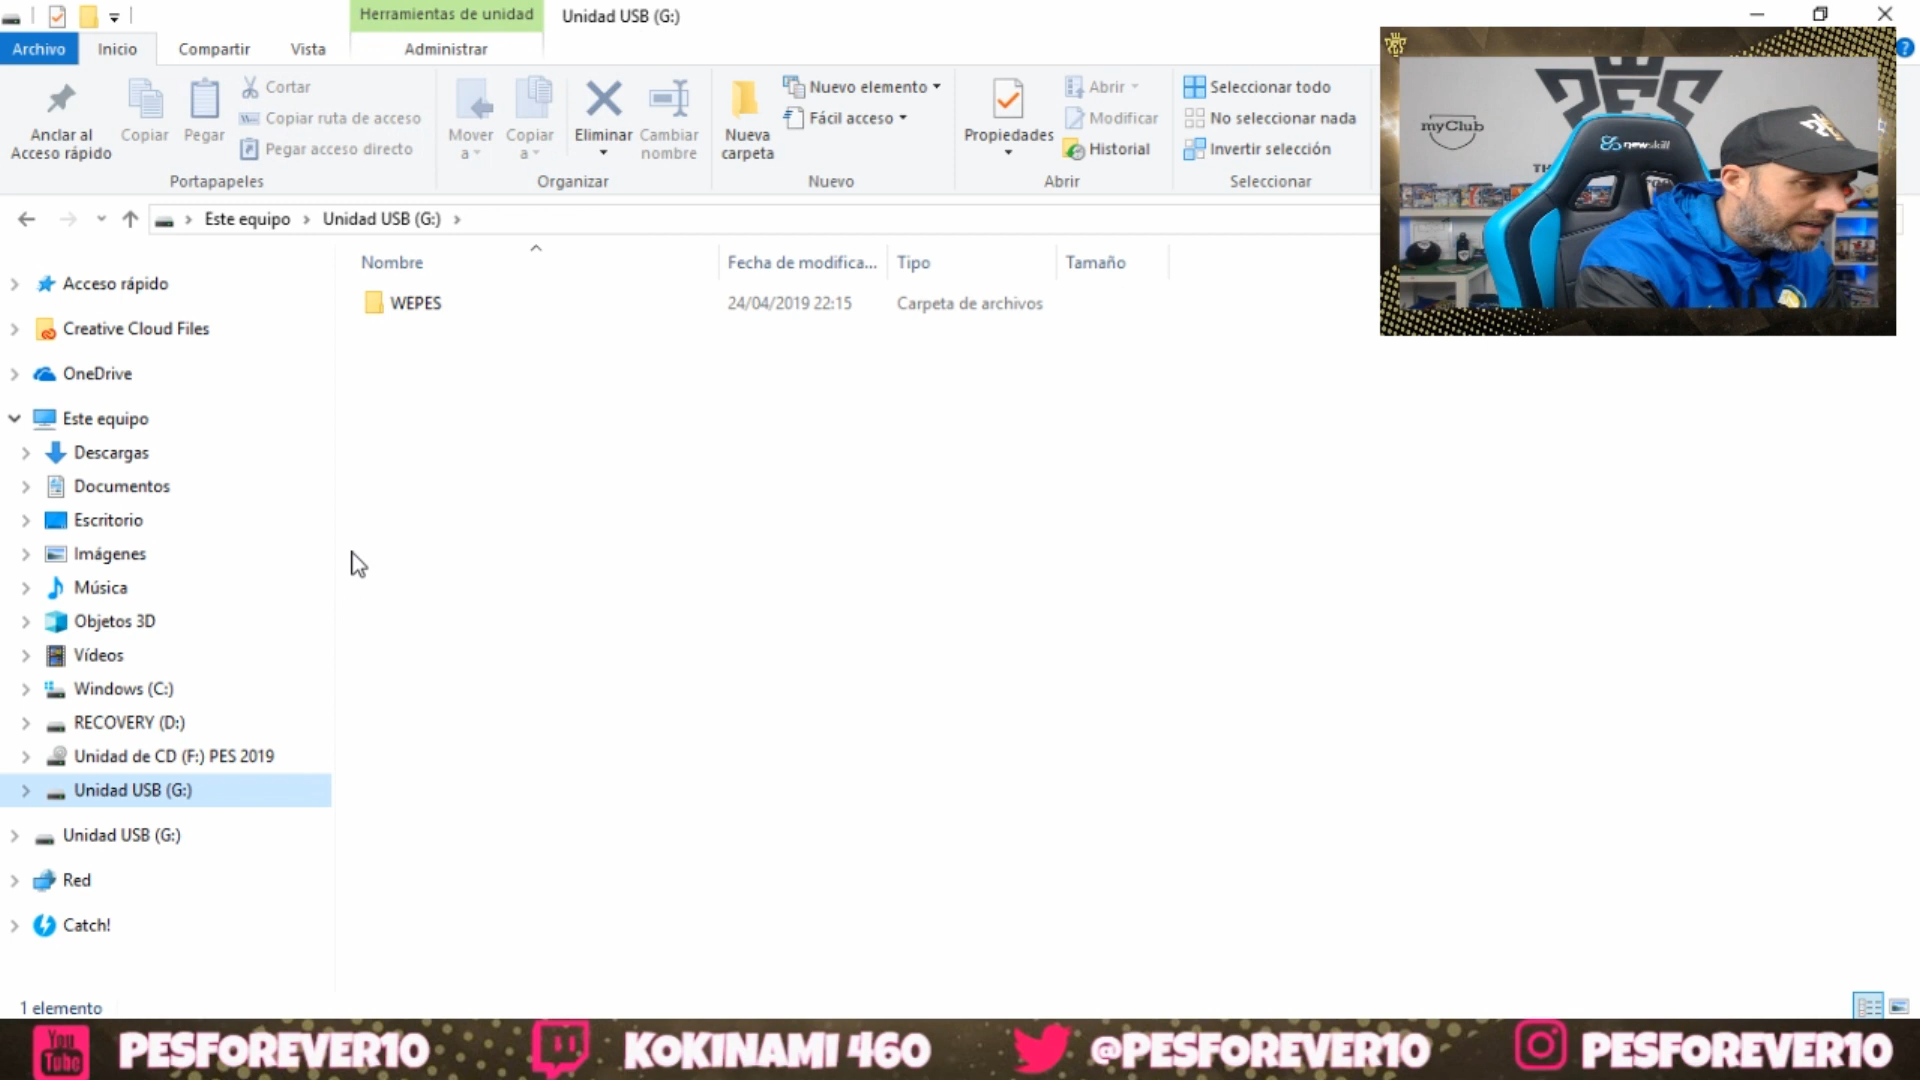 Herramientas de unidad
Unidad USB (G:)
Archivo
Inicio
Compartir
Vista
Administrar
Anclar al
Acceso rápido
Copiar
Pegar
Cortar
Copiar ruta de acceso
Pegar acceso directo
Portapapeles
Mover
a
Copiar
a
Eliminar
Cambiar
nombre
Organizar
Nueva
carpeta
Nuevo elemento
Fácil acceso
Nuevo
Propiedades
Abrir
Modificar
Historial
Abrir
Seleccionar todo
No seleccionar nada
Invertir selección
Seleccionar
myClub
newskill
Este equipo
Unidad USB (G:)
Nombre
Fecha de modifica...
Tipo
Tamaño
WEPES
24/04/2019 22:15
Carpeta de archivos
Acceso rápido
Creative Cloud Files
OneDrive
Este equipo
Descargas
Documentos
Escritorio
Imágenes
Música
Objetos 3D
Vídeos
Windows (C:)
RECOVERY (D:)
Unidad de CD (F:) PES 2019
Unidad USB (G:)
Unidad USB (G:)
Red
Catch!
1 elemento
You
Tube
PESFOREVER10
KOKINAMI 460
@PESFOREVER10
PESFOREVER10